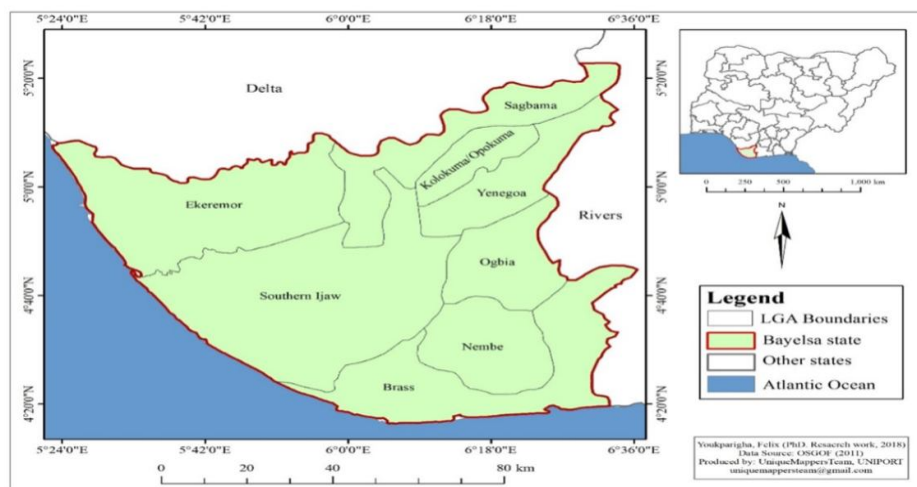 5°24'0"E 5°42'0"E 6°0'0"E 6°18'0"E 6°36'0"E
5°20'0"N
5°0'0"N
4°40'0"N
4°20'0"N
Delta
Sagbama
Kolokuma/Opokuma
Yenegoa
Ekeremor
Rivers
Ogbia
Southern Ijaw
Nembe
Brass
5°20'0"N
5°0'0"N
4°40'0"N
4°20'0"N
5°24'0"E 5°42'0"E 6°0'0"E 6°18'0"E 6°36'0"E
0 20 40 60 80 km
0 250 500 1,000 km
N
Legend
LGA Boundaries
Bayelsa state
Other states
Atlantic Ocean
Youkparigha, Felix (PhD. Resaerch work, 2018)
Data Source: OSGOF (2011)
Produced by: UniqueMappersTeam, UNIPORT
uniquemappersteam@gmail.com